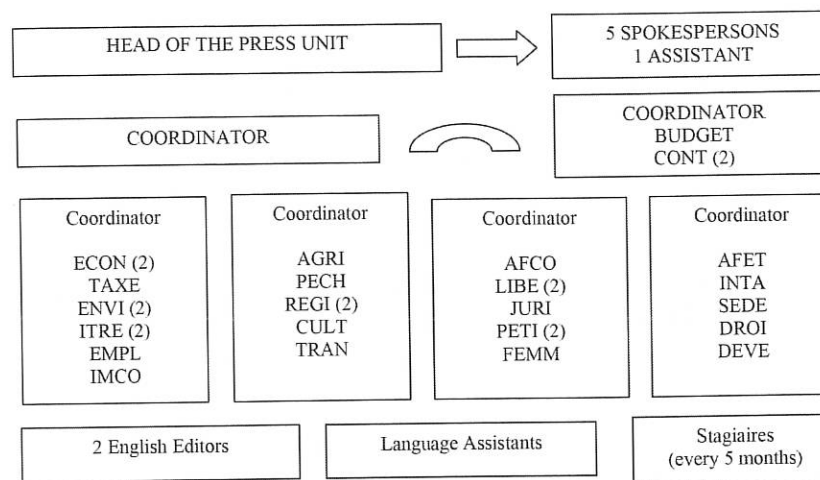 HEAD OF THE PRESS UNIT
5 SPOKESPERSONS
1 ASSISTANT
COORDINATOR
COORDINATOR
BUDGET
CONT (2)
Coordinator
ECON (2)
TAXE
ENVI (2)
ITRE (2)
EMPL
IMCO
Coordinator
AGRI
PECH
REGI (2)
CULT
TRAN
Coordinator
AFCO
LIBE (2)
JURI
PETI (2)
FEMM
Coordinator
AFET
INTA
SEDE
DROI
DEVE
2 English Editors
Language Assistants
Stagiaires
(every 5 months)